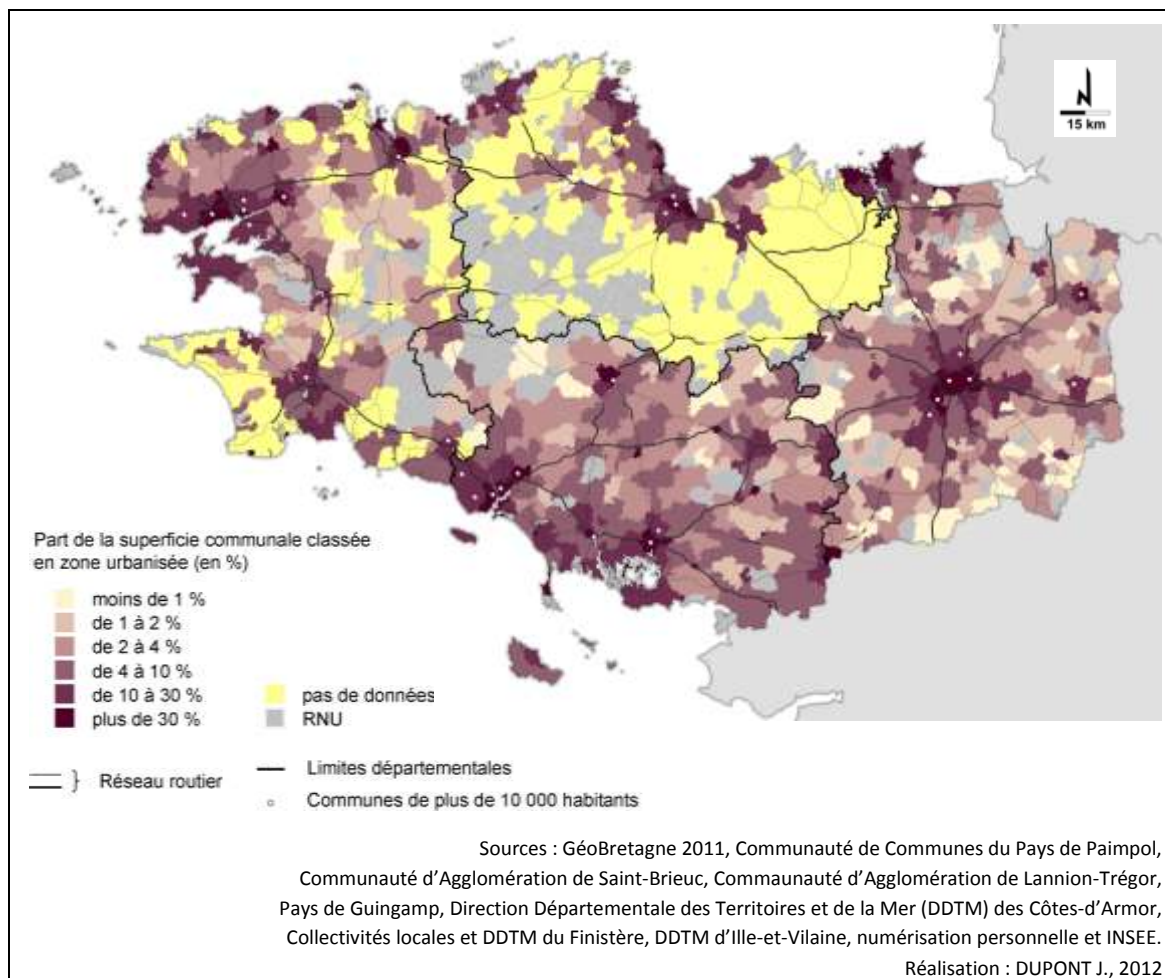 15 km
Part de la superficie communale classée
en zone urbanisée (en %)
moins de 1 %
de 1 à 2 %
de 2 à 4 %
de 4 à 10 %
de 10 à 30 %
plus de 30 %
pas de données
RNU
Réseau routier
Limites départementales
Communes de plus de 10 000 habitants
Sources : GéoBretagne 2011, Communauté de Communes du Pays de Paimpol,
Communauté d’Agglomération de Saint-Brieuc, Commaunauté d’Agglomération de Lannion-Trégor,
Pays de Guingamp, Direction Départementale des Territoires et de la Mer (DDTM) des Côtes-d’Armor,
Collectivités locales et DDTM du Finistère, DDTM d’Ille-et-Vilaine, numérisation personnelle et INSEE.
Réalisation : DUPONT J., 2012